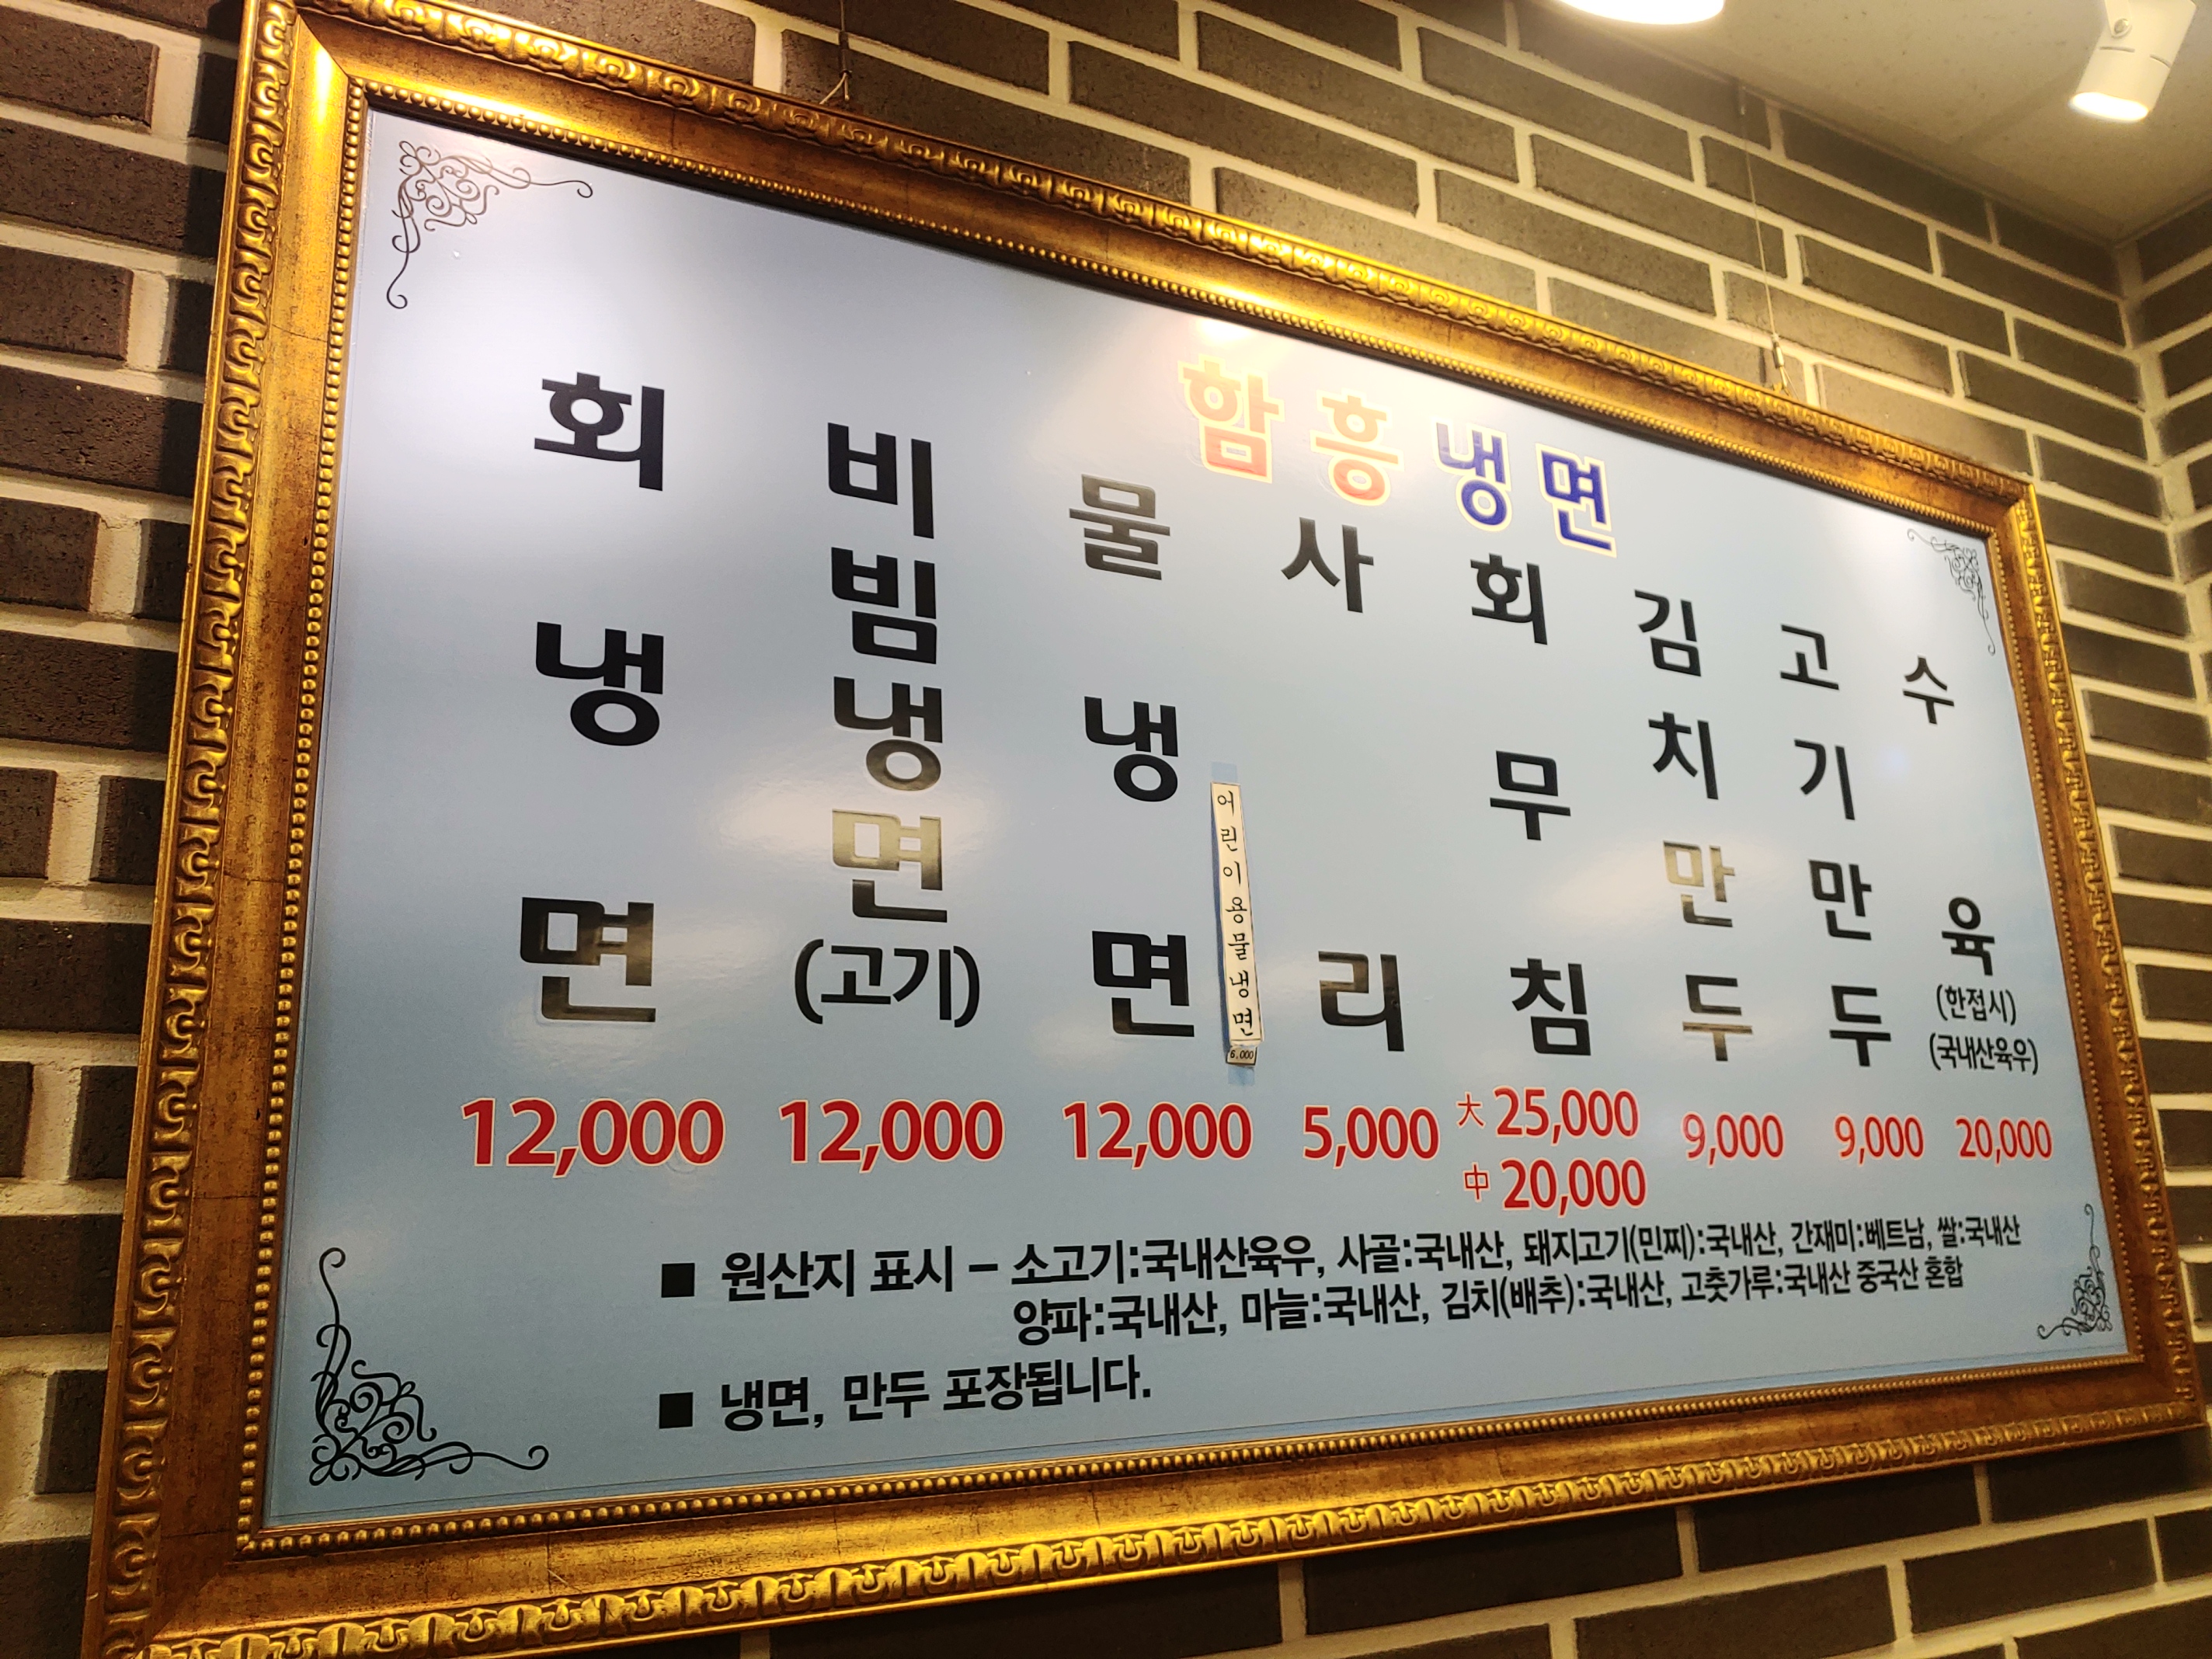 함흥냉면
회냉면
12,000
비빔냉면
(고기)
12,000
물냉면
12,000
어린이용물냉면
6,000
사리
5,000
회무침
大 25,000
中 20,000
김치만두
9,000
고기만두
9,000
수육
(한접시)
(국내산육우)
20,000
■ 원산지 표시 - 소고기:국내산육우, 사골:국내산, 돼지고기(민찌):국내산, 간재미:베트남, 쌀:국내산
양파:국내산, 마늘:국내산, 김치(배추):국내산, 고춧가루:국내산 중국산 혼합
■ 냉면, 만두 포장됩니다.